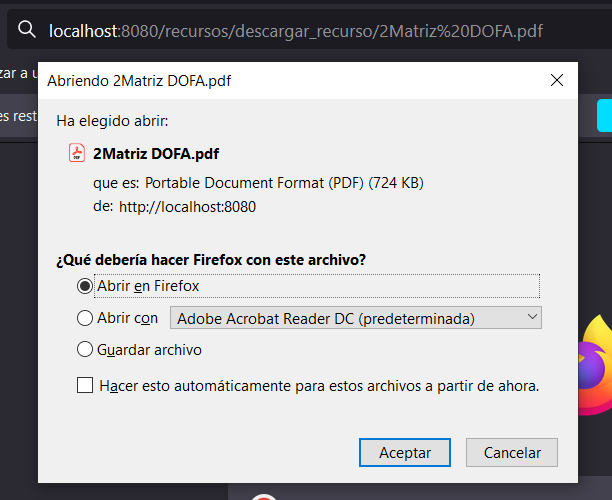 localhost:8080/recursos/descargar_recurso/2Matriz%20DOFA.pdf
zar a u
Abriendo 2Matriz DOFA.pdf
es rest
Ha elegido abrir:
2Matriz DOFA.pdf
que es: Portable Document Format (PDF) (724 KB)
de: http://localhost:8080
¿Qué debería hacer Firefox con este archivo?
Abrir en Firefox
Abrir con Adobe Acrobat Reader DC (predeterminada)
Guardar archivo
Hacer esto automáticamente para estos archivos a partir de ahora.
Aceptar Cancelar